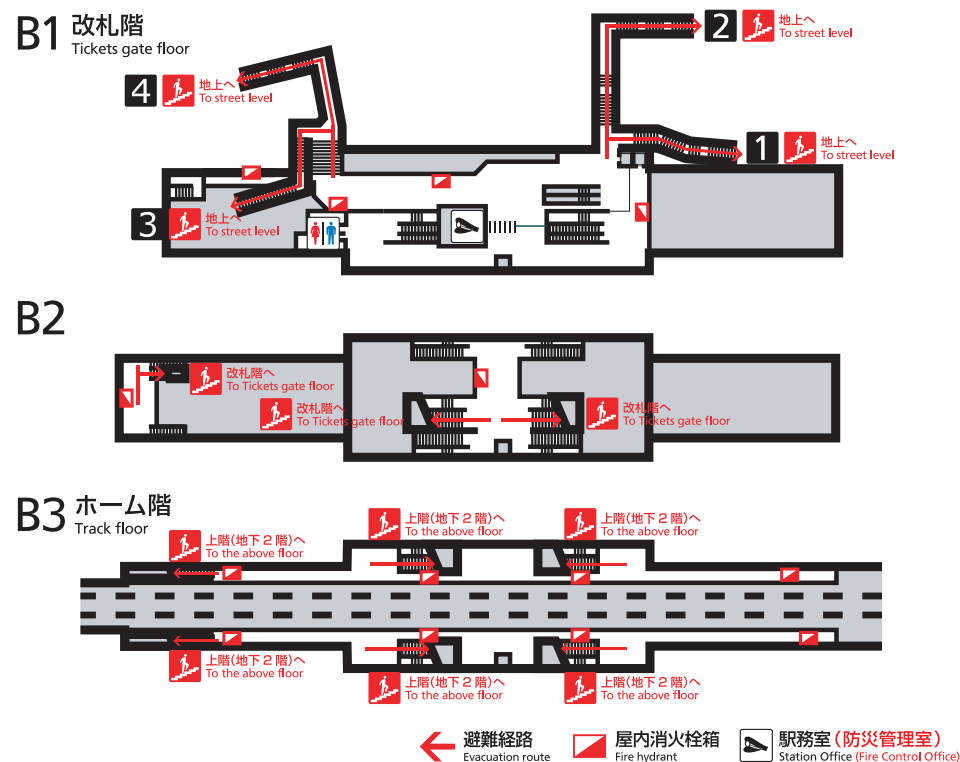 B1 改札階
Tickets gate floor
2 地上へ
To street level
4 地上へ
To street level
1 地上へ
To street level
3 地上へ
To street level
B2
改札階へ
To Tickets gate floor
改札階へ
To Tickets gate floor
改札階へ
To Tickets gate floor
B3 ホーム階
Track floor
上階(地下2階)へ
To the above floor
上階(地下2階)へ
To the above floor
上階(地下2階)へ
To the above floor
上階(地下2階)へ
To the above floor
上階(地下2階)へ
To the above floor
上階(地下2階)へ
To the above floor
避難経路
Evacuation route
屋内消火栓箱
Fire hydrant
駅務室(防災管理室)
Station Office (Fire Control Office)